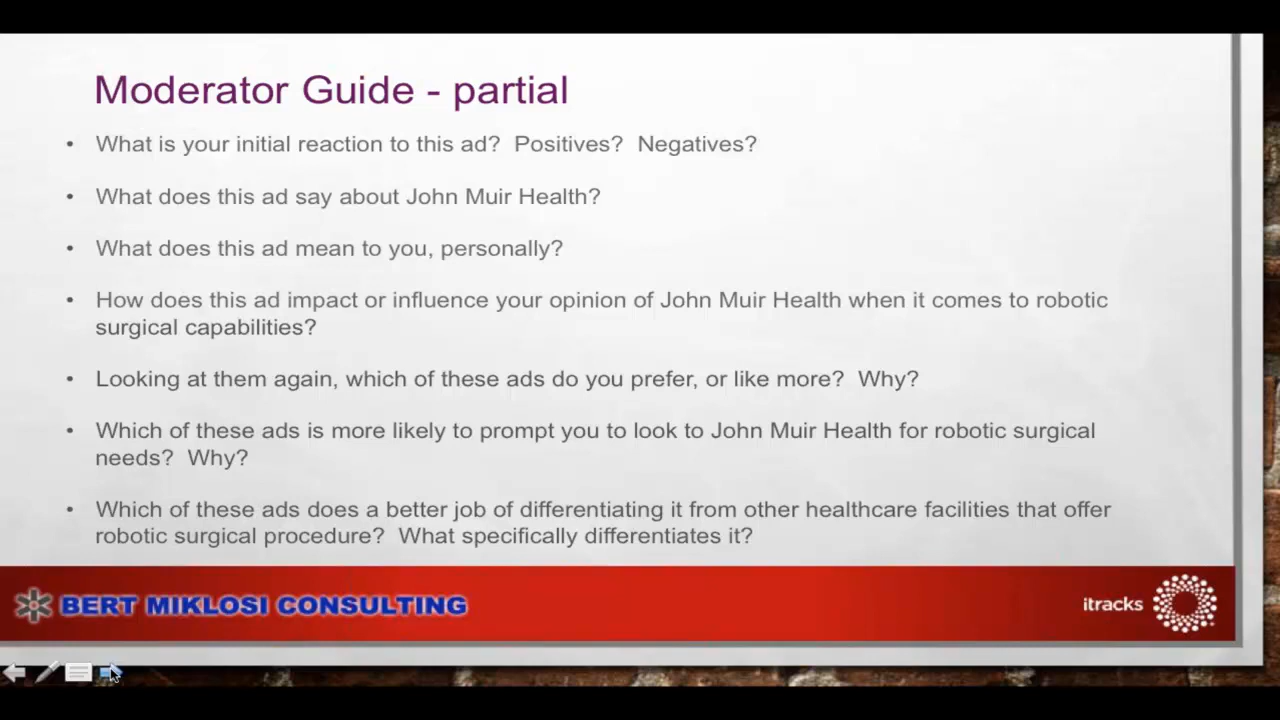 Moderator Guide - partial
• What is your initial reaction to this ad?  Positives?  Negatives?
• What does this ad say about John Muir Health?
• What does this ad mean to you, personally?
• How does this ad impact or influence your opinion of John Muir Health when it comes to robotic
surgical capabilities?
• Looking at them again, which of these ads do you prefer, or like more?  Why?
• Which of these ads is more likely to prompt you to look to John Muir Health for robotic surgical
needs?  Why?
• Which of these ads does a better job of differentiating it from other healthcare facilities that offer
robotic surgical procedure?  What specifically differentiates it?
BERT MIKLOSI CONSULTING
itracks